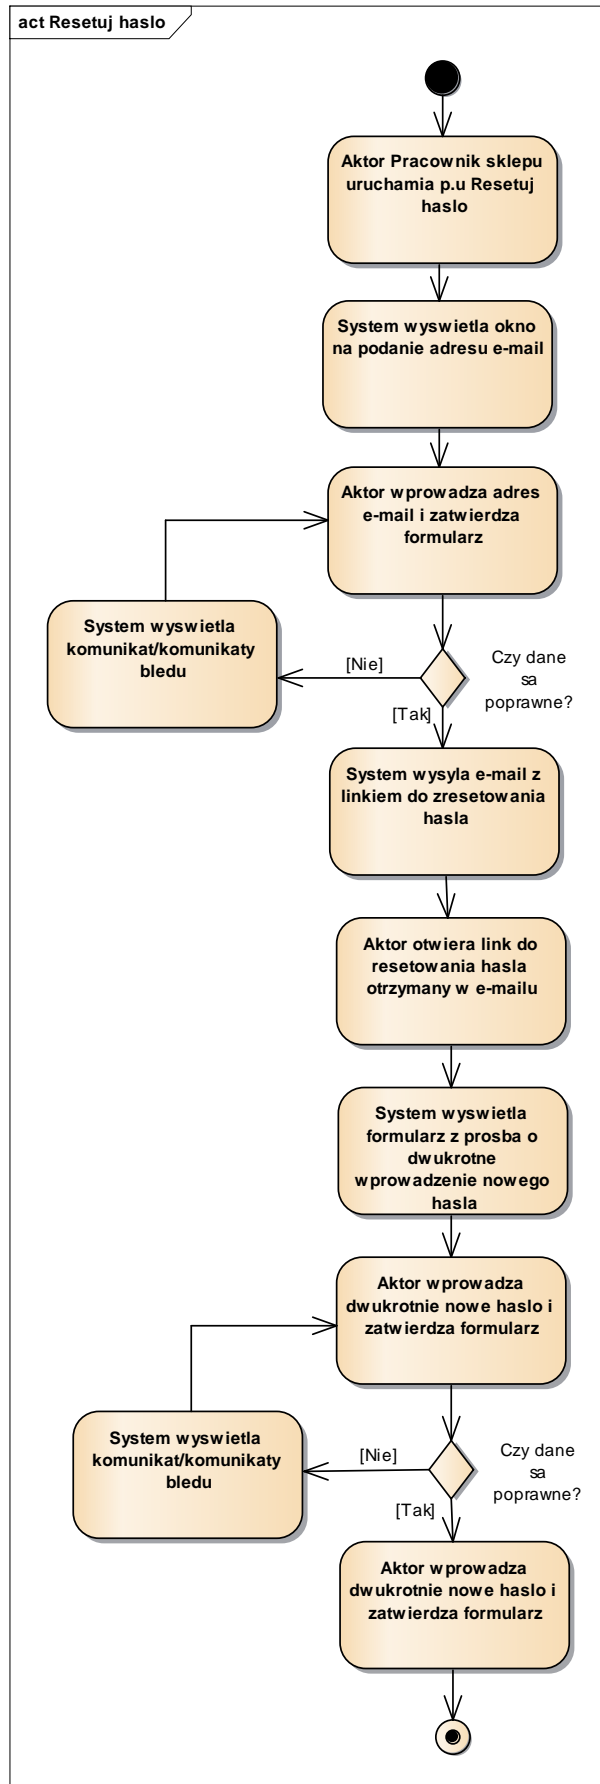 act Resetuj haslo
Aktor Pracownik sklepu
uruchamia p.u Resetuj
haslo
System wyswietla okno
na podanie adresu e-mail
Aktor wprowadza adres
e-mail i zatwierdza
formularz
System wyswietla
komunikat/komunikaty
bledu
[Nie]
Czy dane
sa
poprawne?
[Tak]
System wysyla e-mail z
linkiem do zresetowania
hasla
Aktor otwiera link do
resetowania hasla
otrzymany w e-mailu
System wyswietla
formularz z prosba o
dwukrotne
wprowadzenie nowego
hasla
Aktor wprowadza
dwukrotnie nowe haslo i
zatwierdza formularz
System wyswietla
komunikat/komunikaty
bledu
[Nie]
Czy dane
sa
poprawne?
[Tak]
Aktor wprowadza
dwukrotnie nowe haslo i
zatwierdza formularz